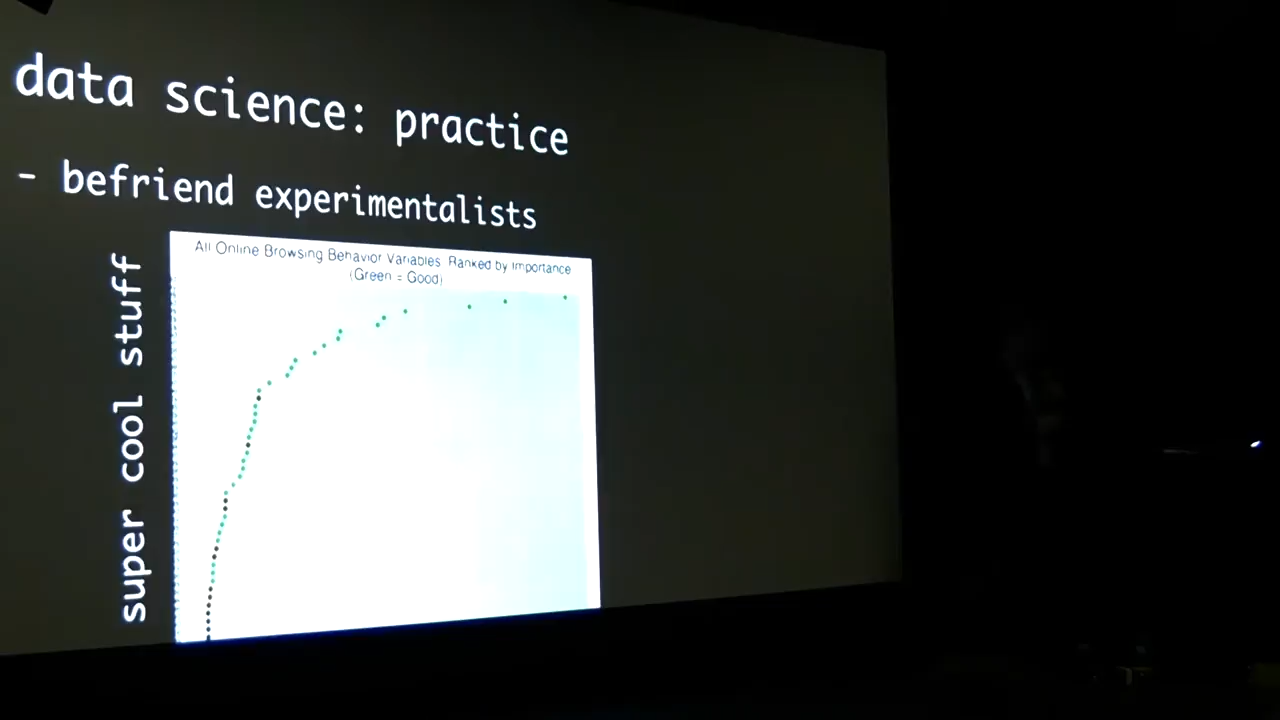 data science: practice
- befriend experimentalists
super cool stuff
All Online Browsing Behavior Variables Ranked by Importance
(Green = Good)